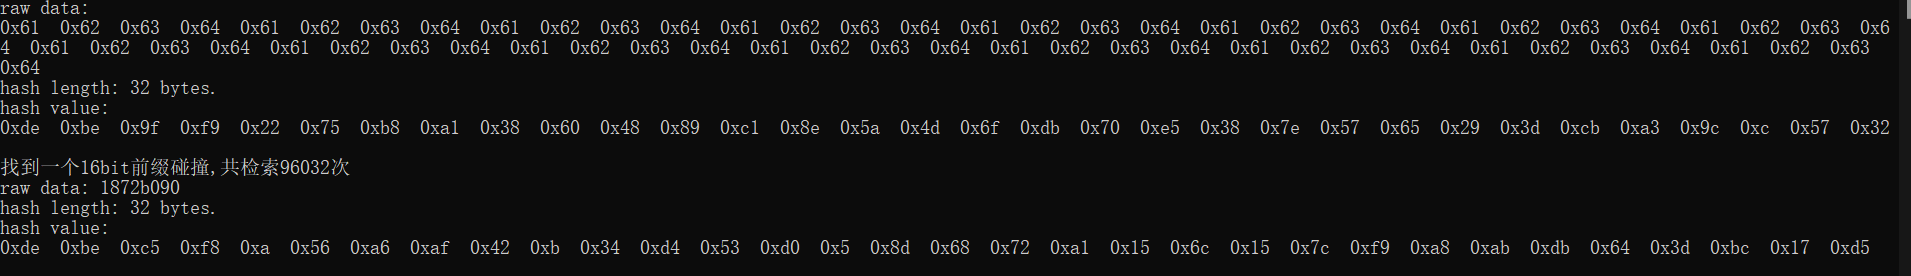 raw data:
0x61 0x62 0x63 0x64 0x61 0x62 0x63 0x64 0x61 0x62 0x63 0x64 0x61 0x62 0x63 0x64 0x61 0x62 0x63 0x64 0x61 0x62 0x63 0x64 0x61 0x62 0x63 0x64 0x61 0x62 0x63 0x6
4 0x61 0x62 0x63 0x64 0x61 0x62 0x63 0x64 0x61 0x62 0x63 0x64 0x61 0x62 0x63 0x64 0x61 0x62 0x63 0x64 0x61 0x62 0x63 0x64 0x61 0x62 0x63 0x64 0x61 0x62 0x63
0x64
hash length: 32 bytes.
hash value:
0xde 0xbe 0x9f 0xf9 0x22 0x75 0xb8 0xa1 0x38 0x60 0x48 0x89 0xc1 0x8e 0x5a 0x4d 0x6f 0xdb 0x70 0xe5 0x38 0x7e 0x57 0x65 0x29 0x3d 0xcb 0xa3 0x9c 0xc 0x57 0x32
找到一个16bit前缀碰撞,共检索96032次
raw data: 1872b090
hash length: 32 bytes.
hash value:
0xde 0xbe 0xc5 0xf8 0xa 0x56 0xa6 0xaf 0x42 0xb 0x34 0xd4 0x53 0xd0 0x5 0x8d 0x68 0x72 0xa1 0x15 0x6c 0x15 0x7c 0xf9 0xa8 0xab 0xdb 0x64 0x3d 0xbc 0x17 0xd5